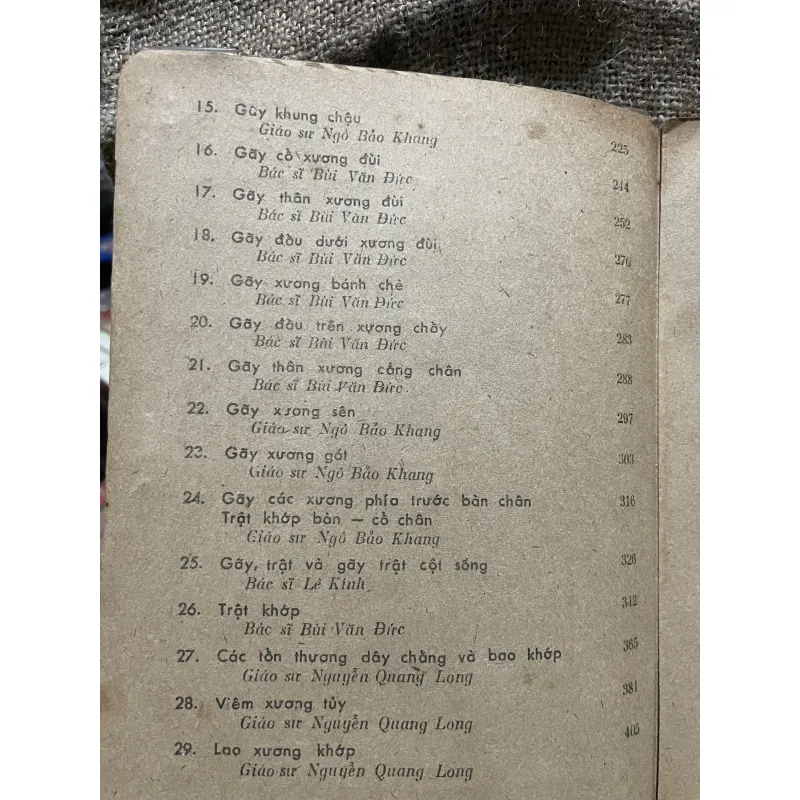 15. Gãy khung chậu
Giáo sư Ngô Bảo Khang 225
16. Gãy cổ xương đùi
Bác sĩ Bùi Văn Đức 244
17. Gãy thân xương đùi
Bác sĩ Bùi Văn Đức 252
18. Gãy đầu dưới xương đùi
Bác sĩ Bùi Văn Đức 276
19. Gãy xương bánh chè
Bác sĩ Bùi Văn Đức 277
20. Gãy đầu trên xương chầy
Bác sĩ Bùi Văn Đức 283
21. Gãy thân xương cẳng chân
Bác sĩ Bùi Văn Đức 288
22. Gãy xương sên
Giáo sư Ngô Bảo Khang 297
23. Gãy xương gót
Giáo sư Ngô Bảo Khang 303
24. Gãy các xương phía trước bàn chân 316
Trật khớp bàn — cổ chân
Giáo sư Ngô Bảo Khang
25. Gãy, trật và gãy trật cột sống 326
Bác sĩ Lê Kính
26. Trật khớp 342
Bác sĩ Bùi Văn Đức
27. Các tổn thương dây chằng và bao khớp 365
Giáo sư Nguyễn Quang Long
28. Viêm xương tủy 381
Giáo sư Nguyễn Quang Long
29. Lao xương khớp 405
Giáo sư Nguyễn Quang Long